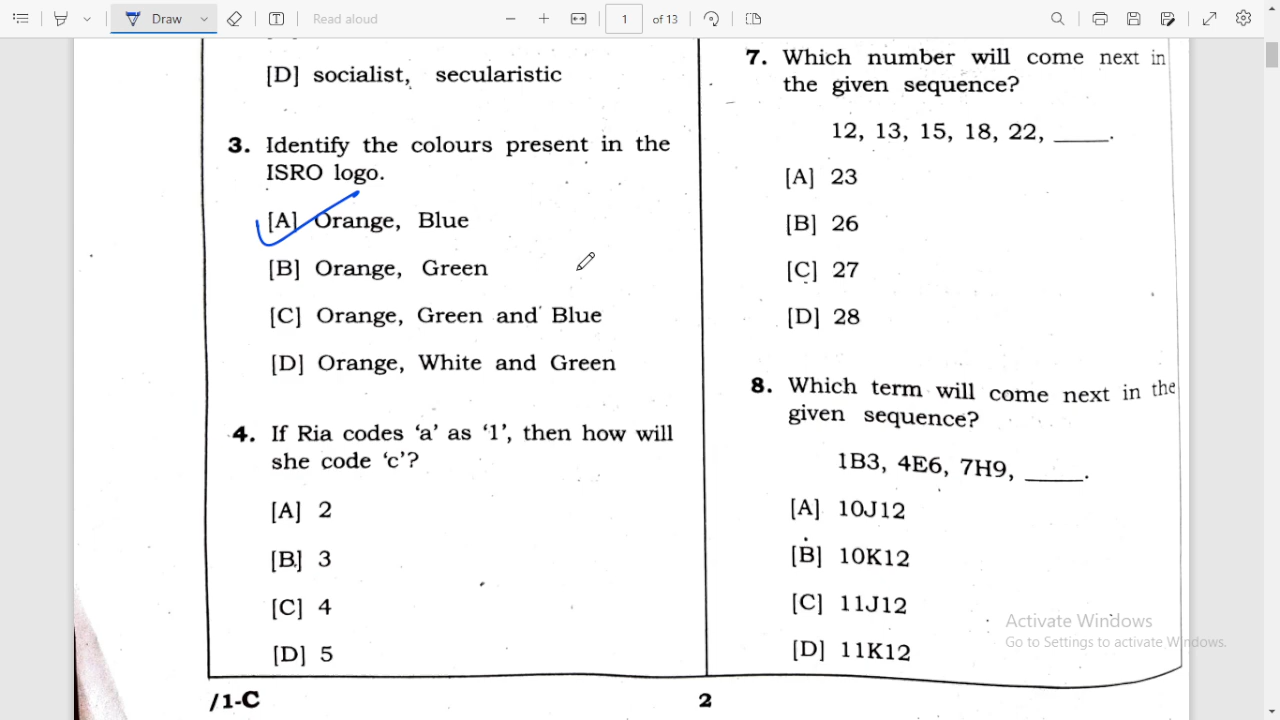 Draw
Read aloud
1 of 13
[D] socialist, secularistic
3. Identify the colours present in the
ISRO logo.
[A] Orange, Blue
[B] Orange, Green
[C] Orange, Green and Blue
[D] Orange, White and Green
4. If Ria codes ‘a’ as ‘1’, then how will
she code ‘c’?
[A] 2
[B] 3
[C] 4
[D] 5
7. Which number will come next in
the given sequence?
12, 13, 15, 18, 22, ____.
[A] 23
[B] 26
[C] 27
[D] 28
8. Which term will come next in the
given sequence?
1B3, 4E6, 7H9, ____.
[A] 10J12
[B] 10K12
[C] 11J12
[D] 11K12
Activate Windows
Go to Settings to activate Windows.
/1-C
2